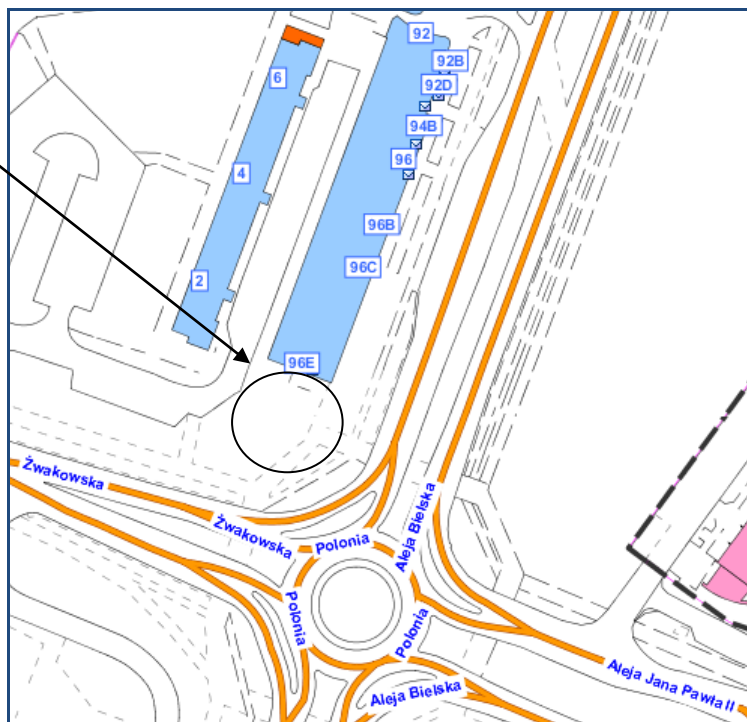 92
92B
6
92D
94B
96
4
96B
96C
2
96E
Żwakowska
Żwakowska
Polonia
Aleja Bielska
Polonia
Polonia
Aleja Jana Pawła II
Aleja Bielska